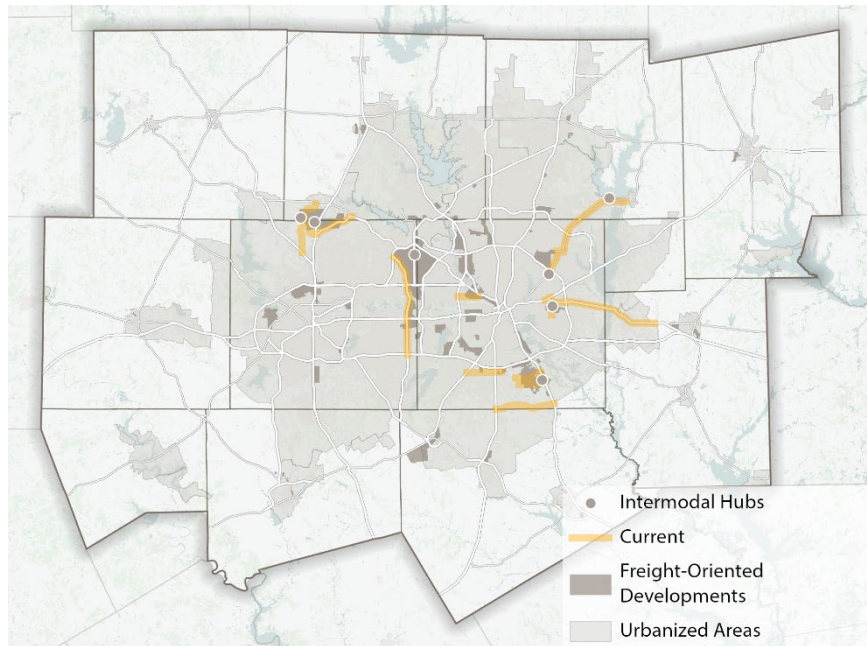 Intermodal Hubs
Current
Freight-Oriented
Developments
Urbanized Areas